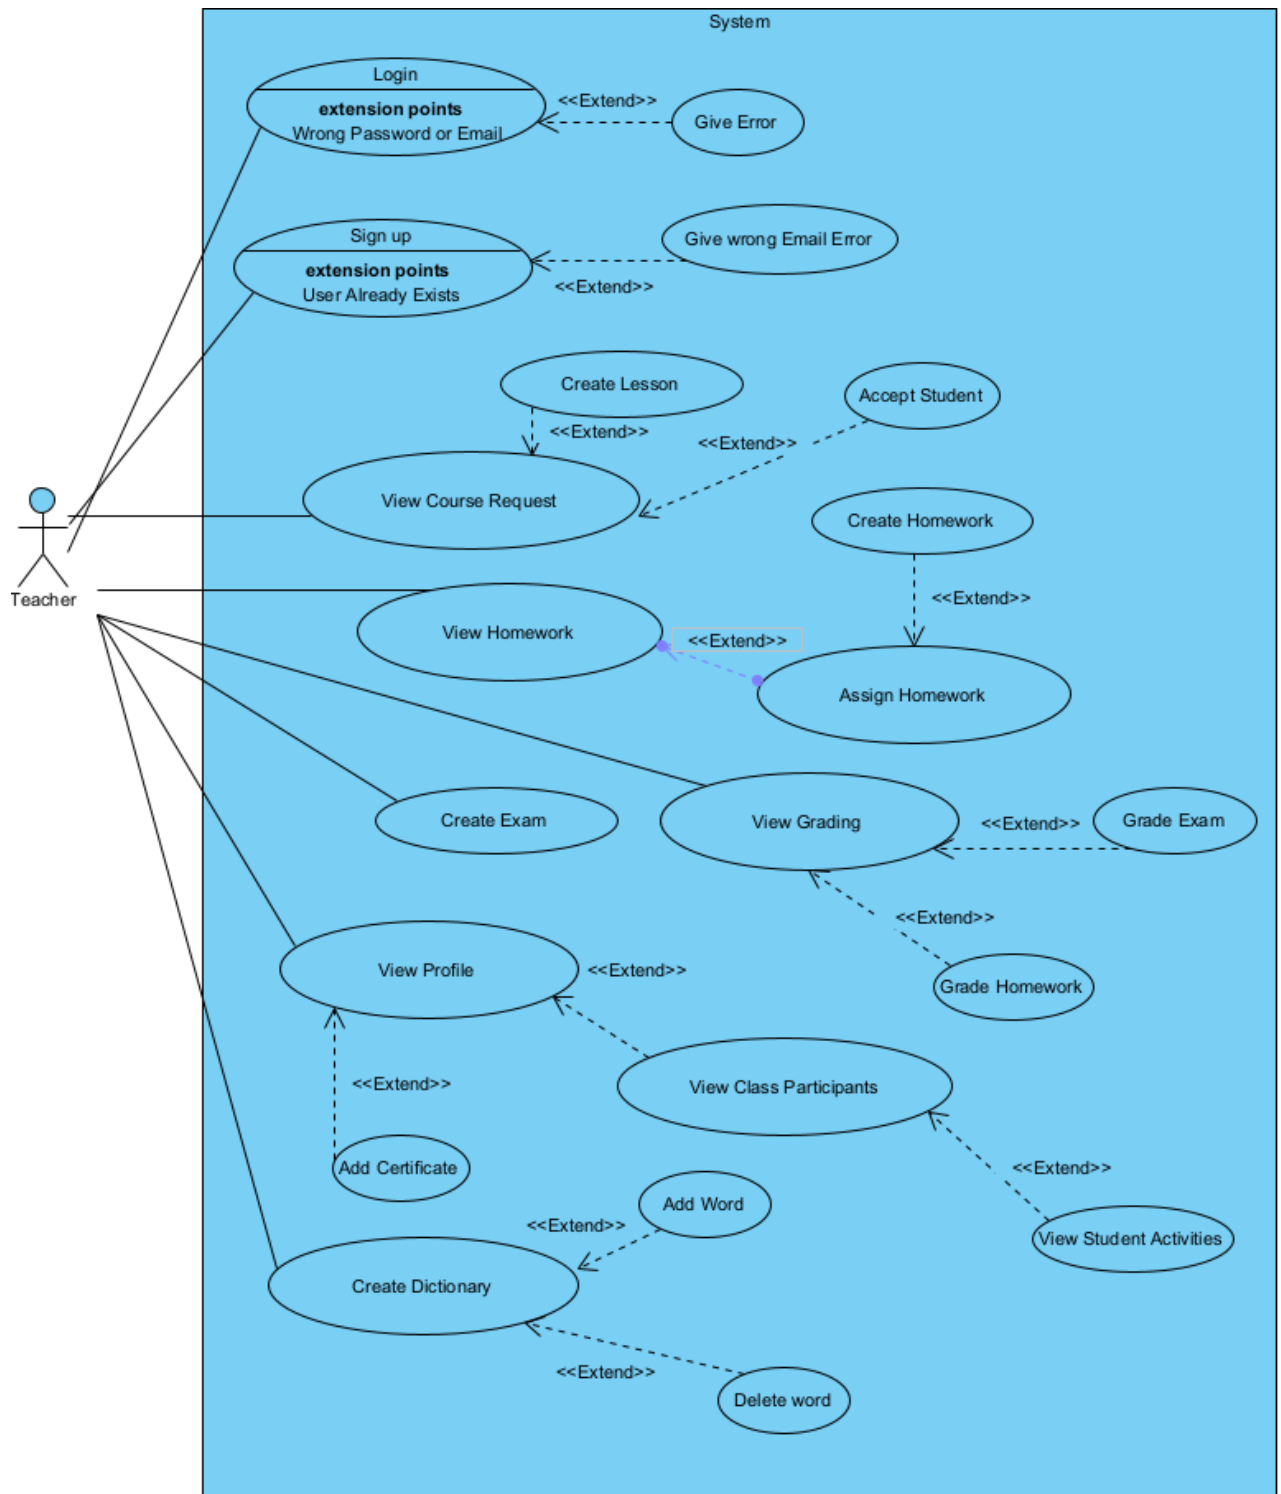 System
Login
extension points
Wrong Password or Email
<<Extend>>
Give Error
Sign up
extension points
User Already Exists
Give wrong Email Error
<<Extend>>
Create Lesson
<<Extend>>
Accept Student
<<Extend>>
View Course Request
Create Homework
<<Extend>>
Teacher
View Homework
<<Extend>>
Assign Homework
Create Exam
View Grading
<<Extend>>
Grade Exam
<<Extend>>
Grade Homework
View Profile
<<Extend>>
<<Extend>>
View Class Participants
Add Certificate
<<Extend>>
View Student Activities
Add Word
<<Extend>>
Create Dictionary
<<Extend>>
Delete word